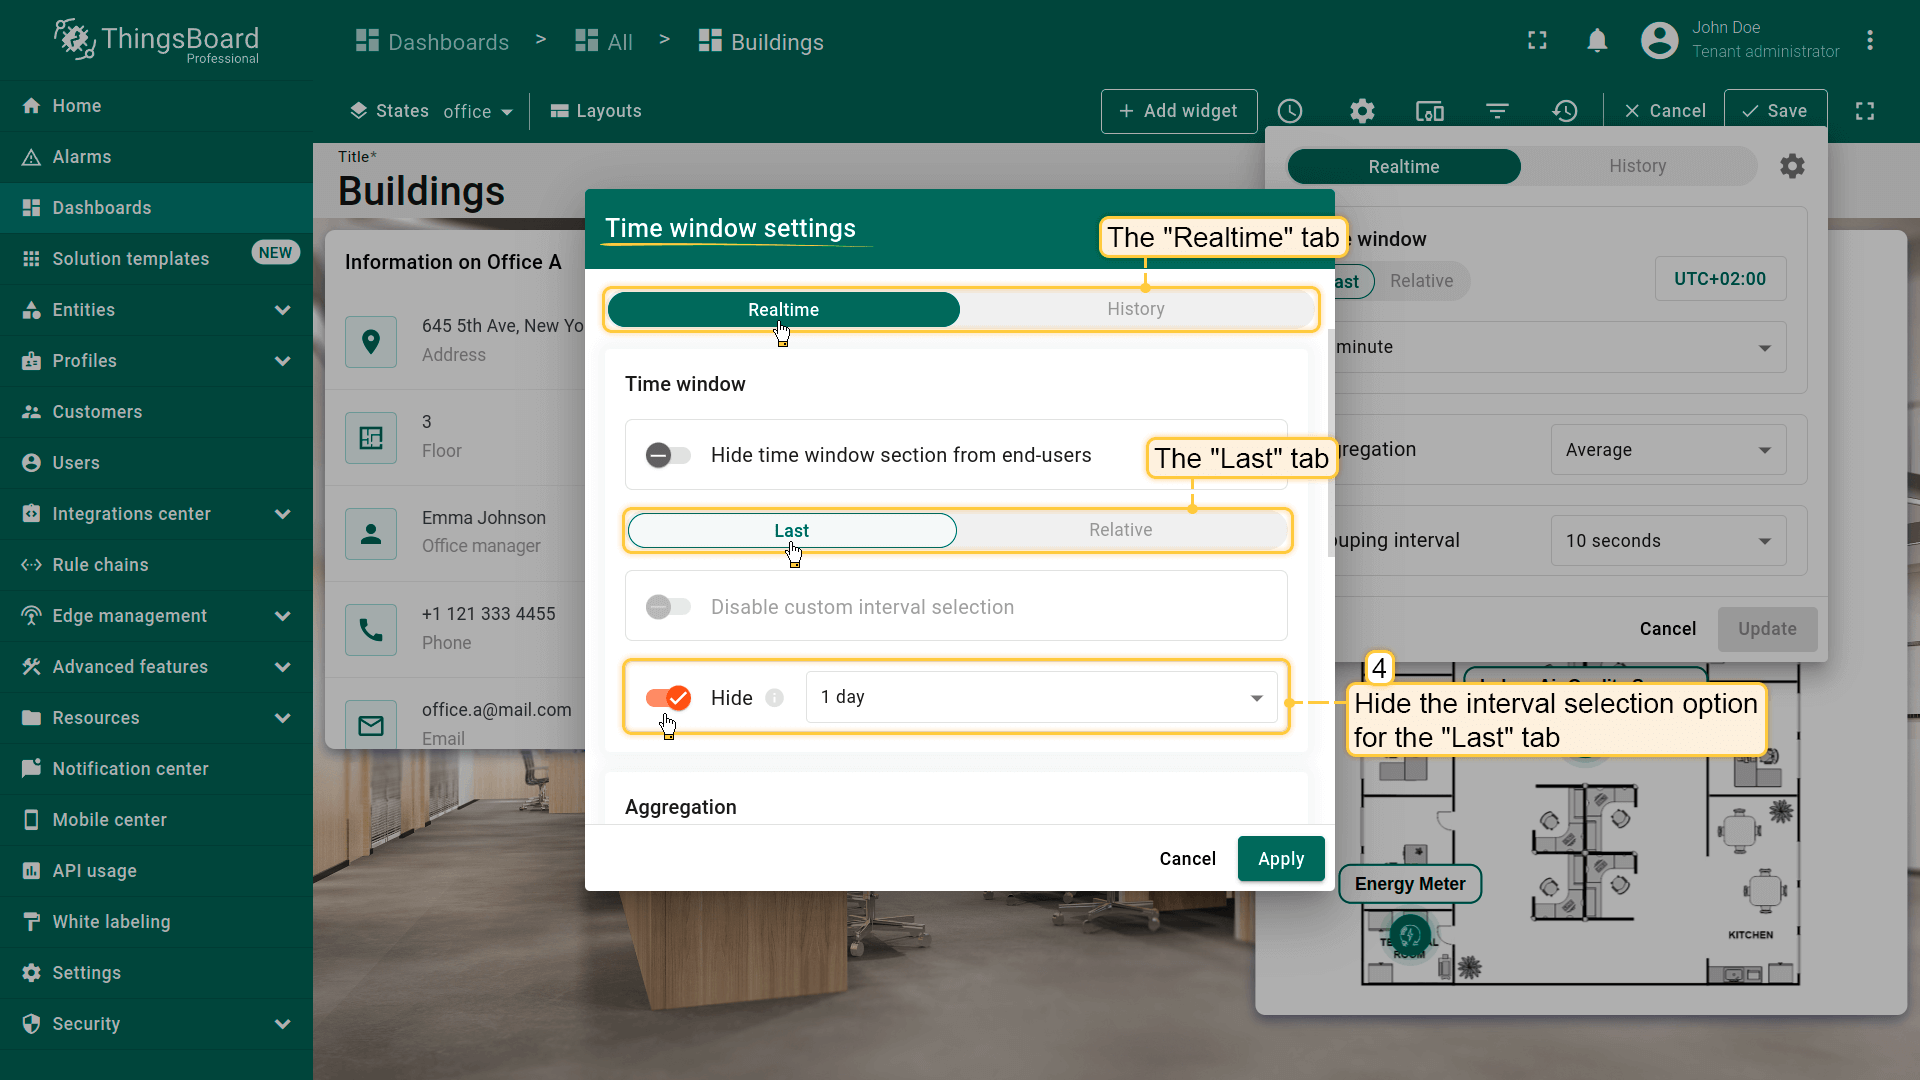 ThingsBoard
Professional
Dashboards > All > Buildings
John Doe
Tenant administrator
Home
Alarms
Dashboards
Solution templates NEW
Entities
Profiles
Customers
Users
Integrations center
Rule chains
Edge management
Advanced features
Resources
Notification center
Mobile center
API usage
White labeling
Settings
Security
States office
Layouts
+ Add widget
Cancel
Save
Title*
Buildings
Information on Office A
645 5th Ave, New Yo
Address
3
Floor
Emma Johnson
Office manager
+1 121 333 4455
Phone
office.a@mail.com
Email
Time window settings
The "Realtime" tab
Realtime
History
Time window
Hide time window section from end-users
The "Last" tab
Last
Relative
Disable custom interval selection
Hide
1 day
4
Hide the interval selection option
for the "Last" tab
Aggregation
Cancel
Apply
Realtime
History
window
ast
Relative
UTC+02:00
minute
regation
Average
uping interval
10 seconds
Cancel
Update
Energy Meter
KITCHEN
ROOM